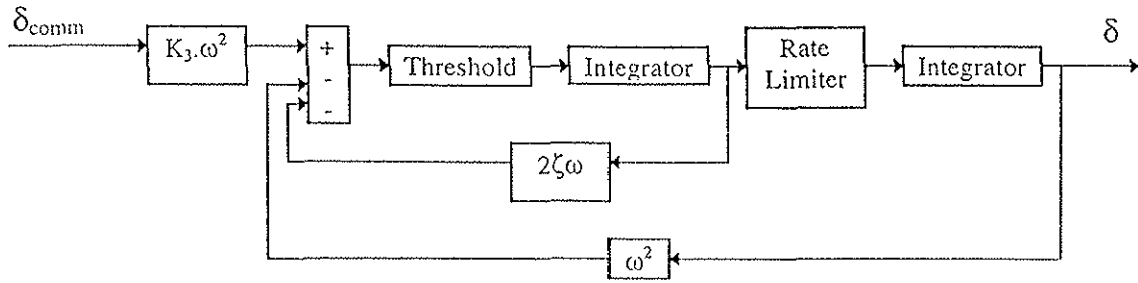 δcomm
K₃.ω²
+
-
-
Threshold
Integrator
Rate
Limiter
Integrator
δ
2ζω
ω²